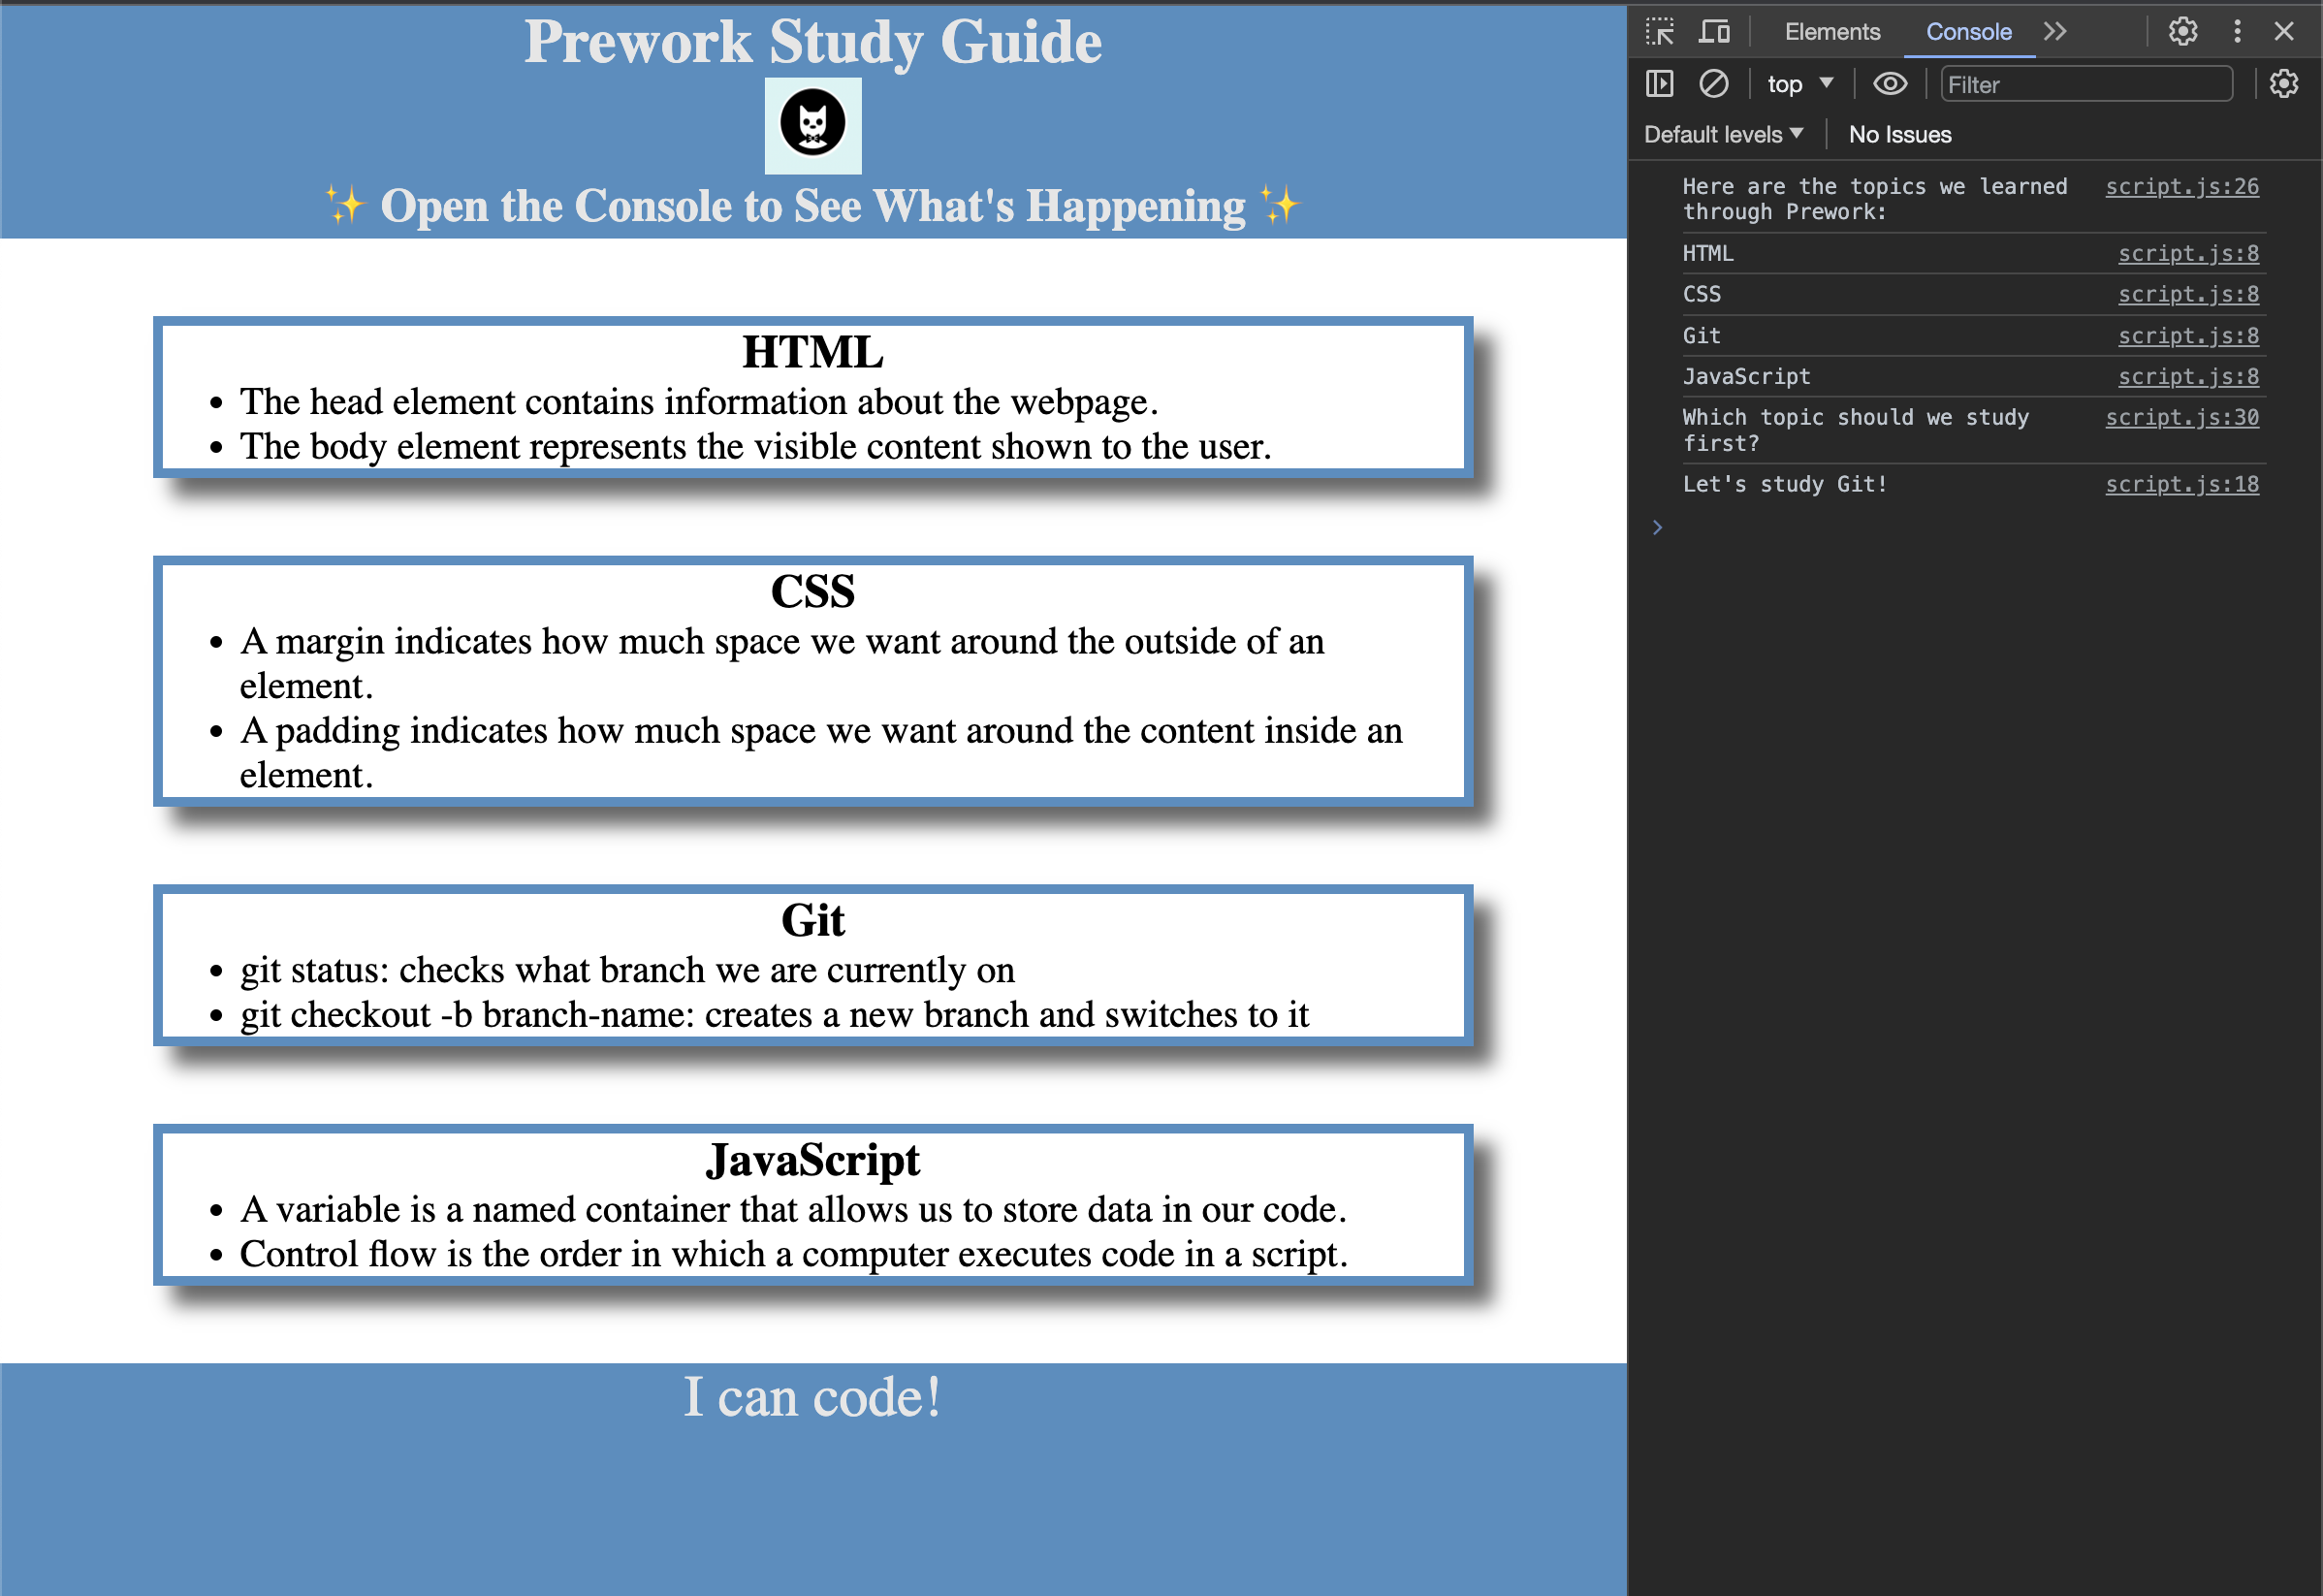 Prework Study Guide
✨ Open the Console to See What's Happening ✨
HTML
• The head element contains information about the webpage.
• The body element represents the visible content shown to the user.
CSS
• A margin indicates how much space we want around the outside of an
element.
• A padding indicates how much space we want around the content inside an
element.
Git
• git status: checks what branch we are currently on
• git checkout -b branch-name: creates a new branch and switches to it
JavaScript
• A variable is a named container that allows us to store data in our code.
• Control flow is the order in which a computer executes code in a script.
I can code!
Elements Console
top Filter
Default levels No Issues
Here are the topics we learned script.js:26
through Prework:
HTML script.js:8
CSS script.js:8
Git script.js:8
JavaScript script.js:8
Which topic should we study script.js:30
first?
Let's study Git! script.js:18